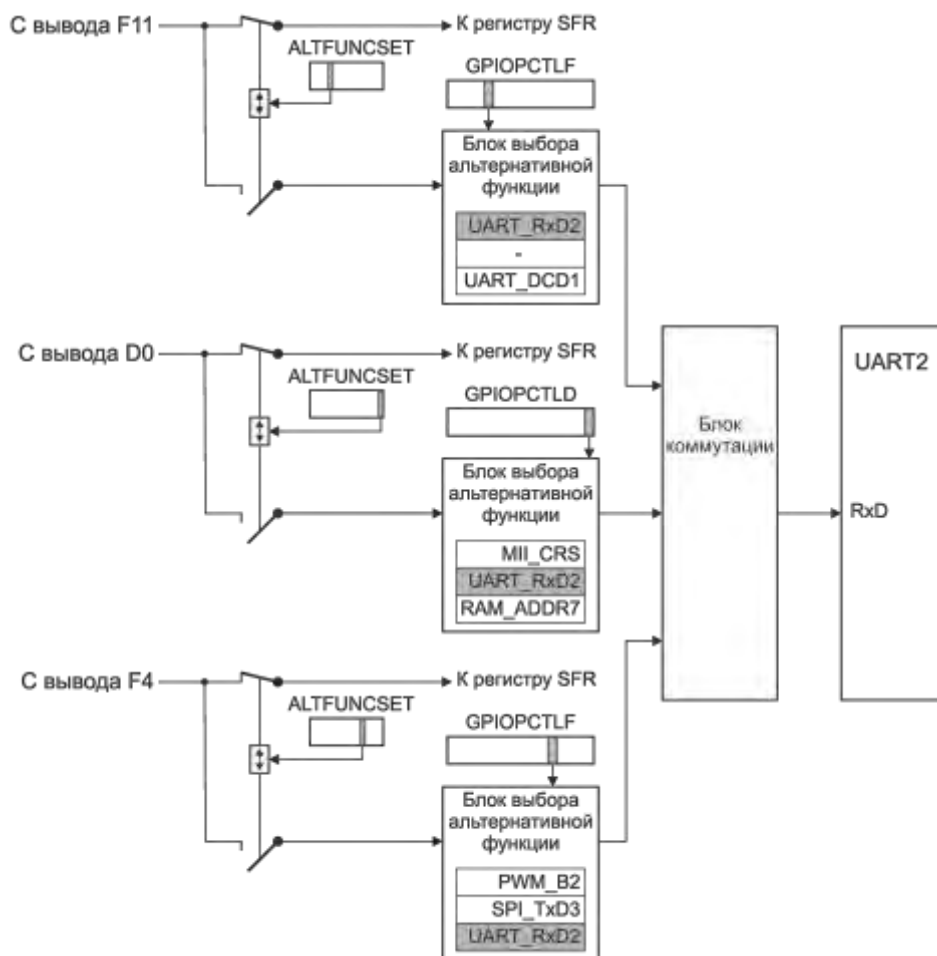 С вывода F11
К регистру SFR
ALTFUNCSET
GPIOPCTLF
Блок выбора
альтернативной
функции
UART_RxD2
-
UART_DCD1
С вывода D0
К регистру SFR
ALTFUNCSET
GPIOPCTLD
Блок выбора
альтернативной
функции
MII_CRS
UART_RxD2
RAM_ADDR7
С вывода F4
К регистру SFR
ALTFUNCSET
GPIOPCTLF
Блок выбора
альтернативной
функции
PWM_B2
SPI_TxD3
UART_RxD2
Блок
коммутации
UART2
RxD